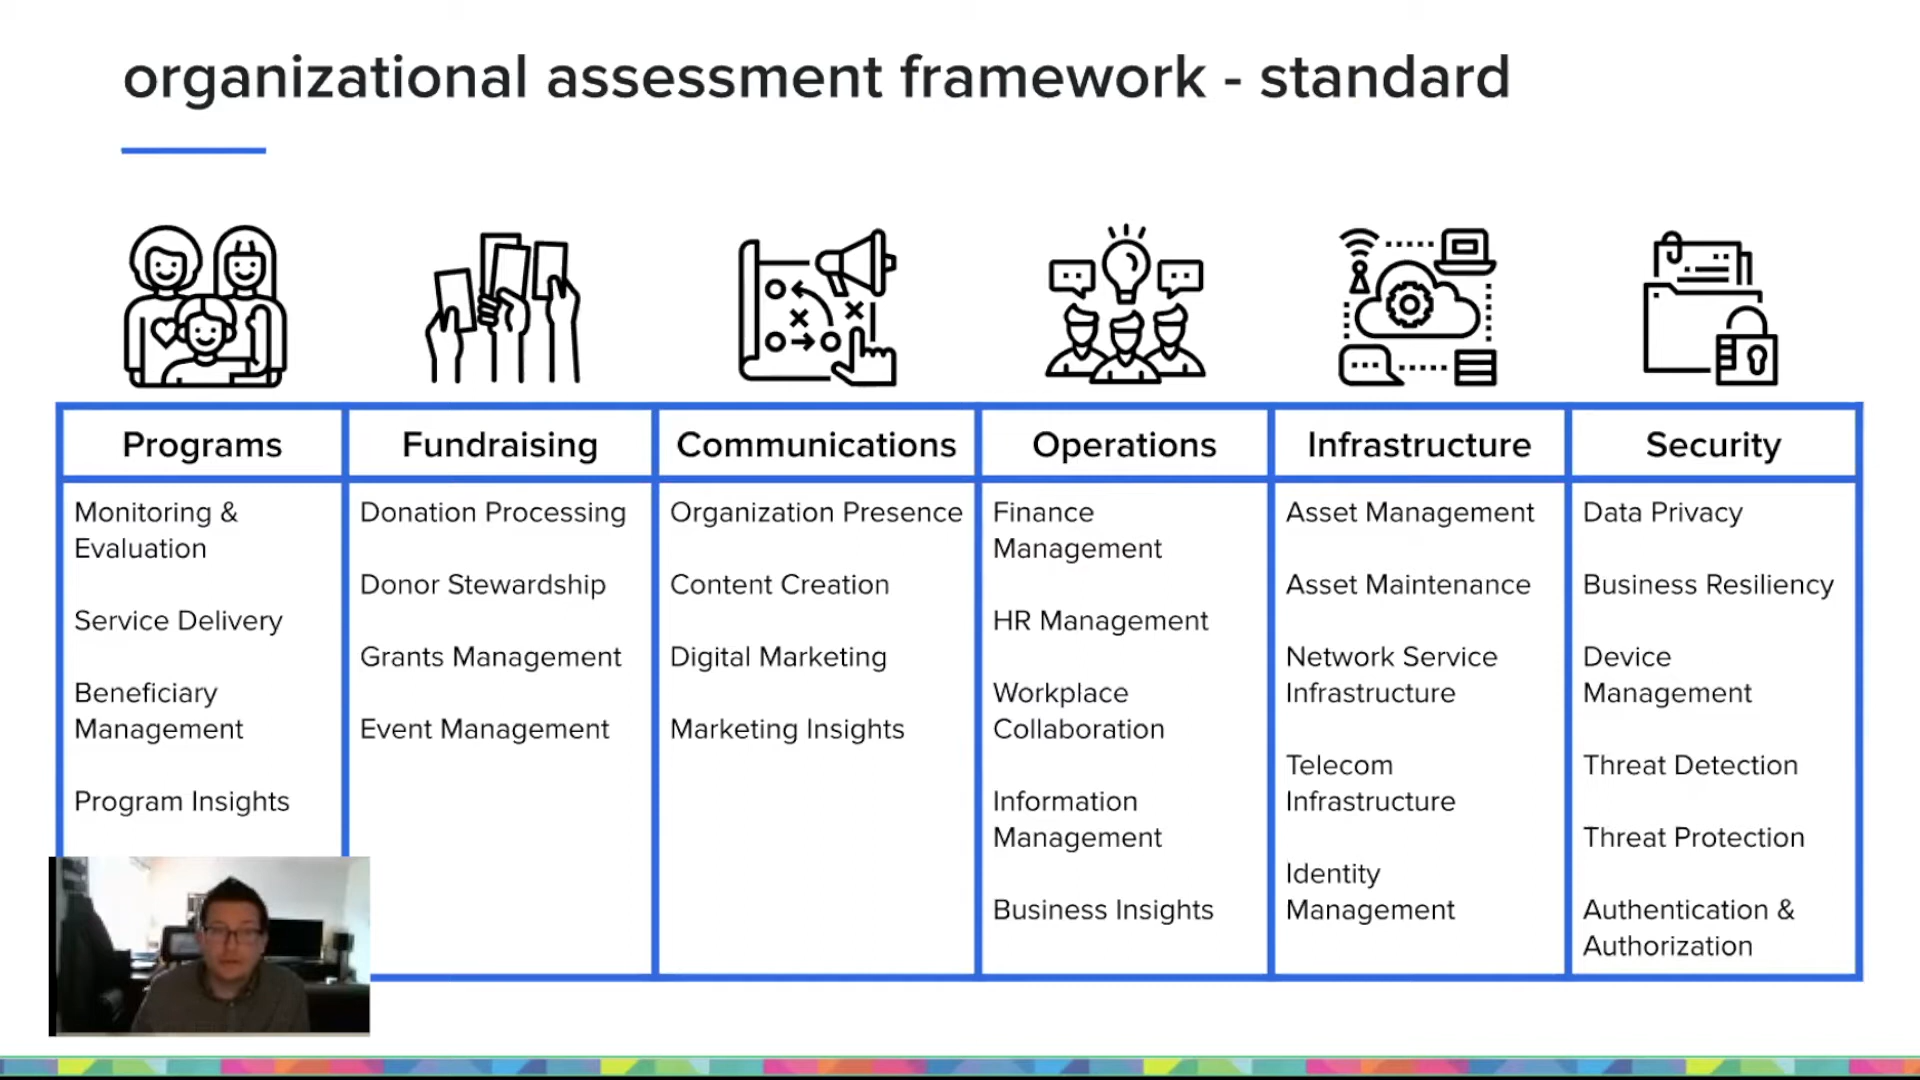 organizational assessment framework - standard
Programs
Fundraising
Communications
Operations
Infrastructure
Security
Monitoring &
Evaluation
Service Delivery
Beneficiary
Management
Program Insights
Donation Processing
Donor Stewardship
Grants Management
Event Management
Organization Presence
Content Creation
Digital Marketing
Marketing Insights
Finance
Management
HR Management
Workplace
Collaboration
Information
Management
Business Insights
Asset Management
Asset Maintenance
Network Service
Infrastructure
Telecom
Infrastructure
Identity
Management
Data Privacy
Business Resiliency
Device
Management
Threat Detection
Threat Protection
Authentication &
Authorization